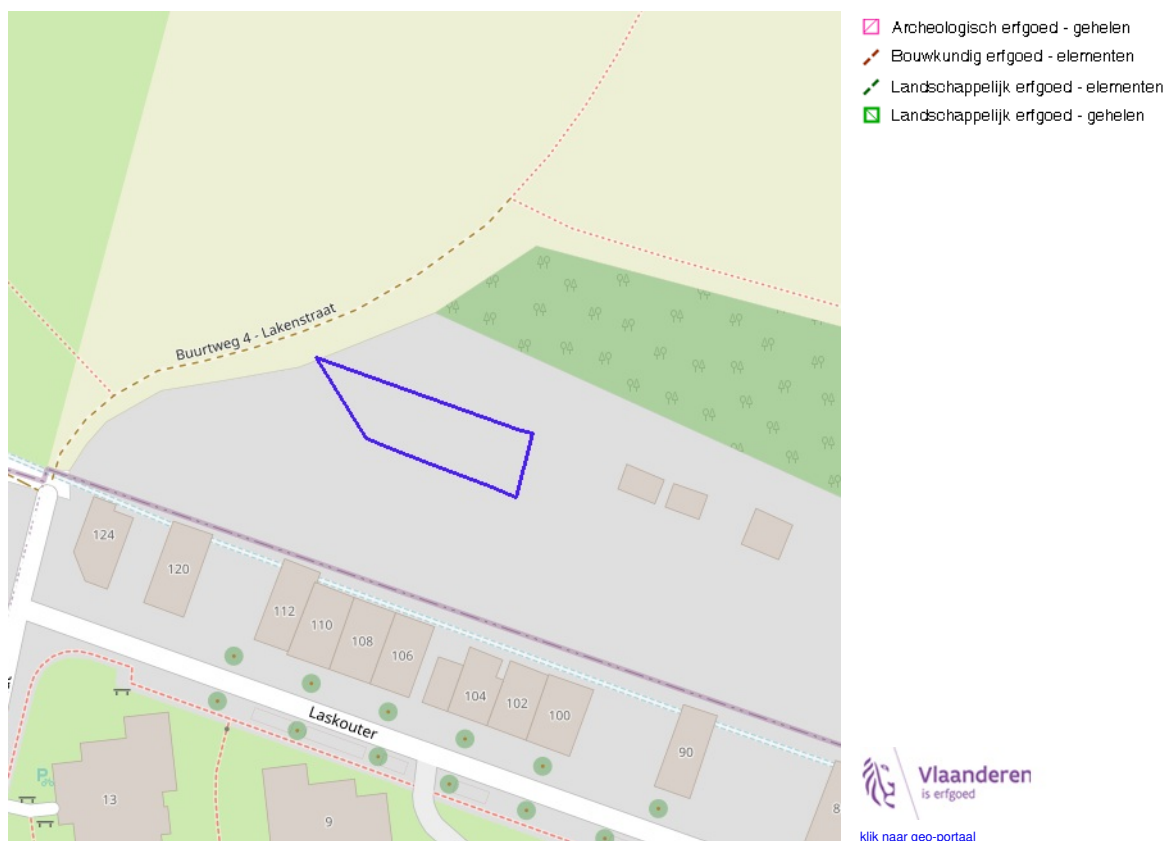 Archeologisch erfgoed - gehelen
Bouwkundig erfgoed - elementen
Landschappelijk erfgoed - elementen
Landschappelijk erfgoed - gehelen
Buurtweg 4 - Lakenstraat
124
120
112
110
108
106
104
102
100
90
8
Laskouter
P
13
9
Vlaanderen
is erfgoed
klik naar geo-portaal